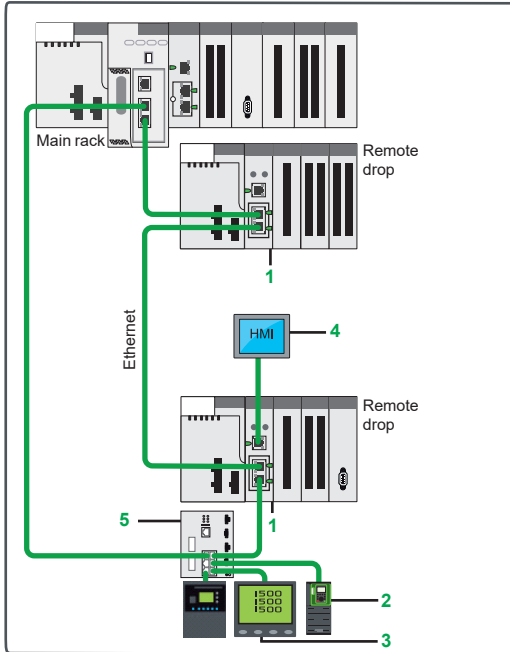 Main rack
Remote
drop
1
Ethernet
HMI
4
Remote
drop
1
5
2
1500
1500
1500
3